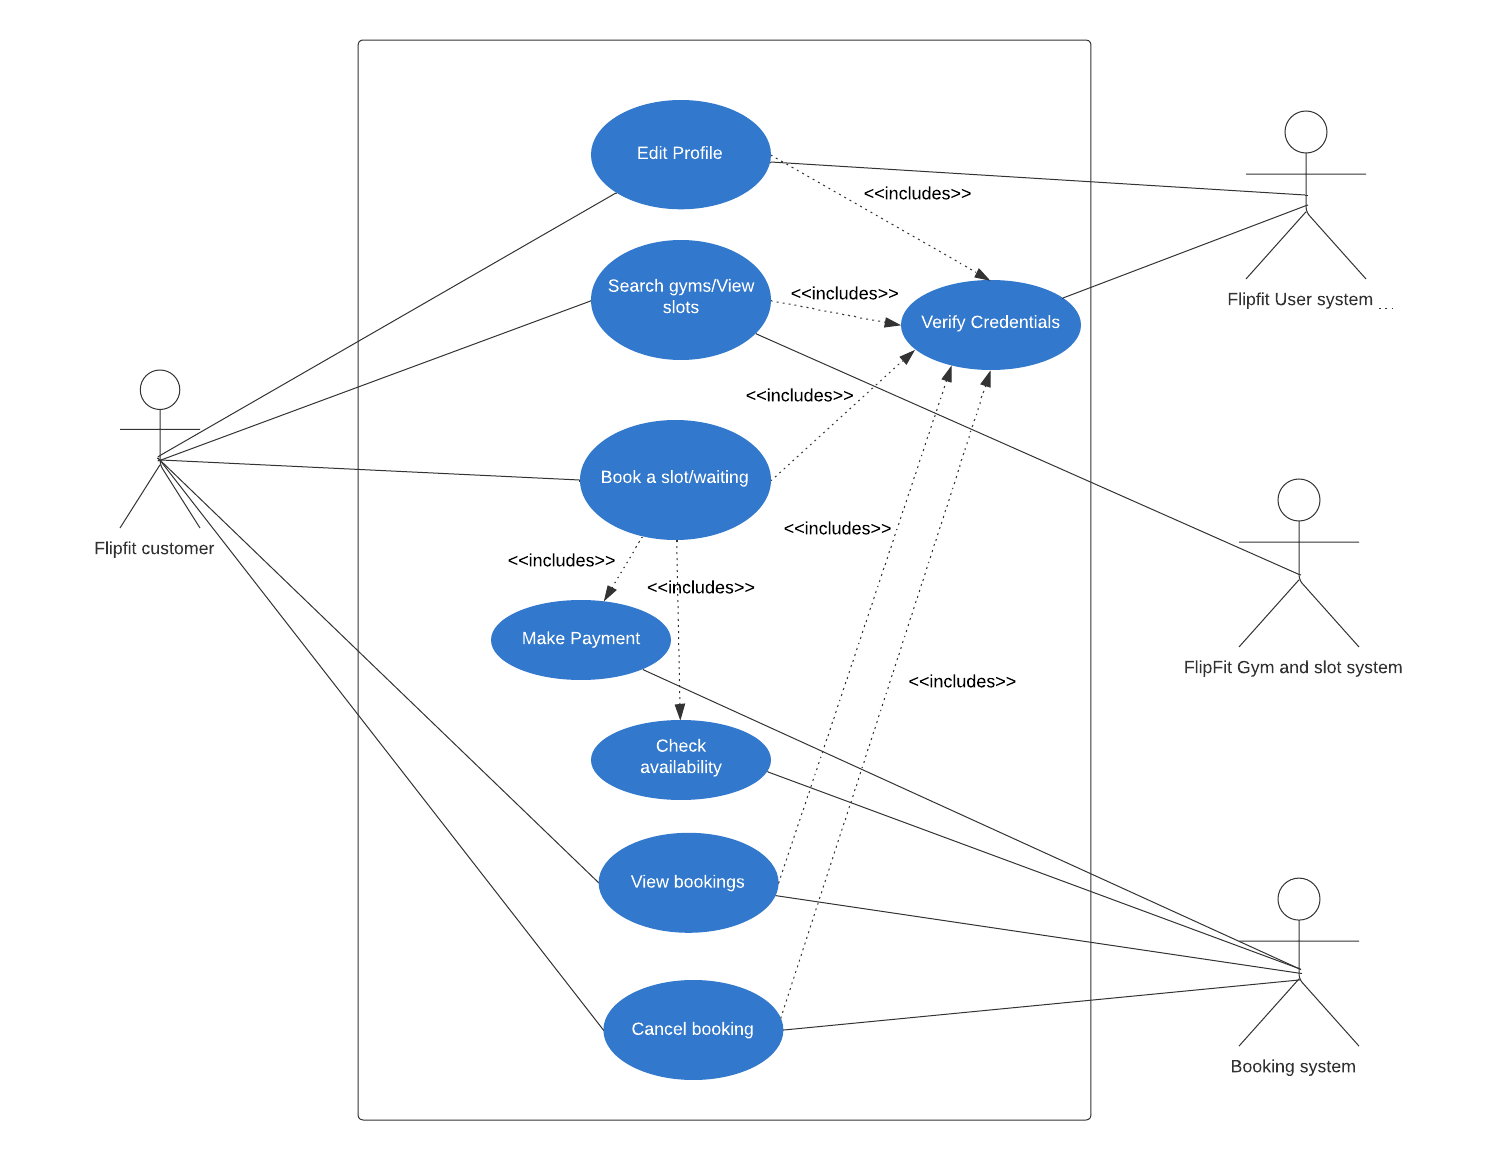 Edit Profile
<<includes>>
Search gyms/View
slots
<<includes>>
Verify Credentials
Flipfit User system
<<includes>>
Book a slot/waiting
Flipfit customer
<<includes>>
<<includes>>
<<includes>>
Make Payment
FlipFit Gym and slot system
<<includes>>
Check
availability
View bookings
Cancel booking
Booking system